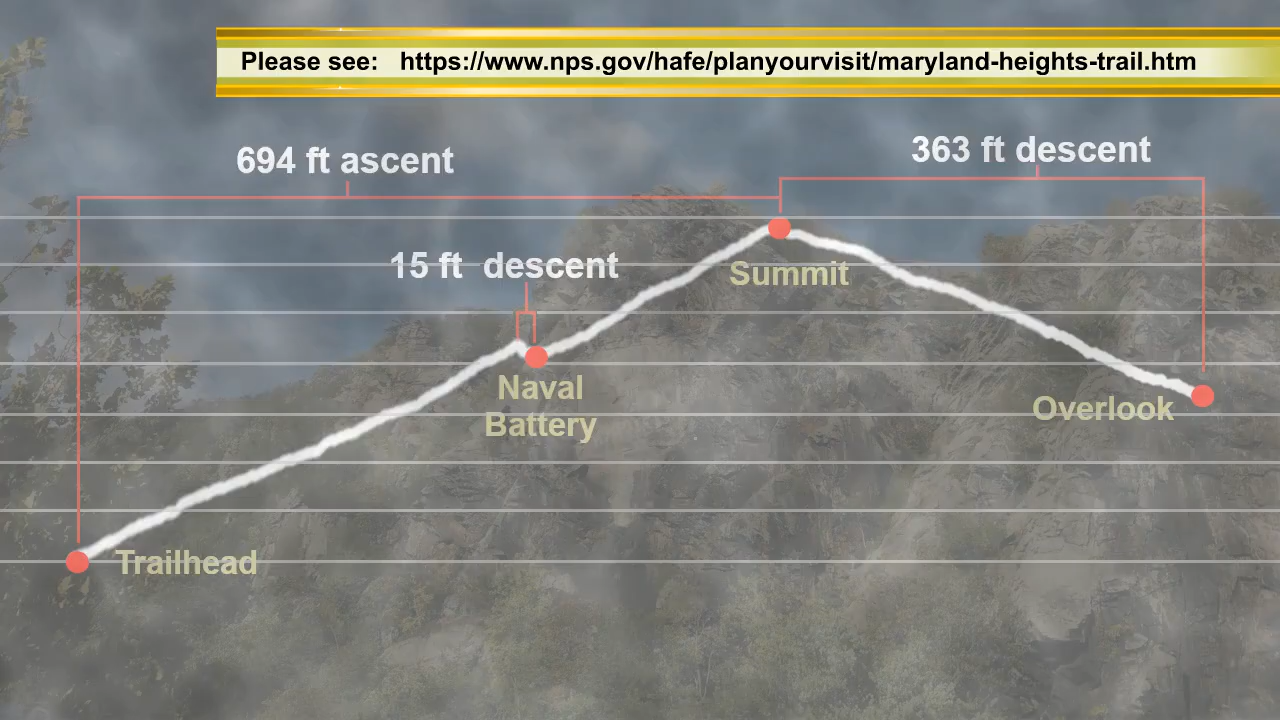 Please see: https://www.nps.gov/hafe/planyourvisit/maryland-heights-trail.htm
694 ft ascent
363 ft descent
15 ft descent
Summit
Naval
Battery
Overlook
Trailhead